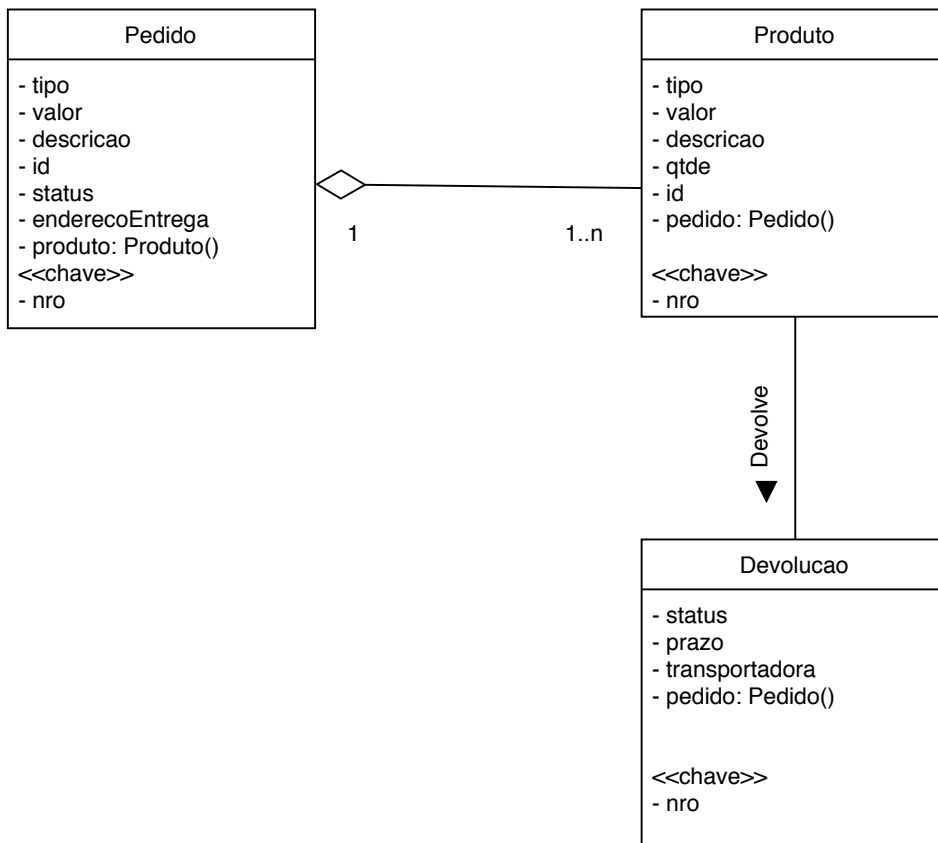 Pedido
- tipo
- valor
- descricao
- id
- status
- enderecoEntrega
- produto: Produto()
<<chave>>
- nro
1
1..n
Produto
- tipo
- valor
- descricao
- qtde
- id
- pedido: Pedido()
<<chave>>
- nro
Devolve
Devolucao
- status
- prazo
- transportadora
- pedido: Pedido()
<<chave>>
- nro